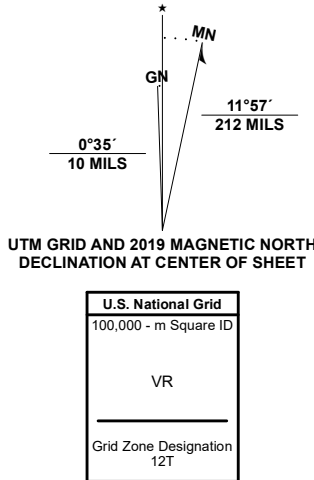 ★
MN
GN
11°57´
212 MILS
0°35´
10 MILS
UTM GRID AND 2019 MAGNETIC NORTH
DECLINATION AT CENTER OF SHEET
U.S. National Grid
100,000 - m Square ID
VR
Grid Zone Designation
12T